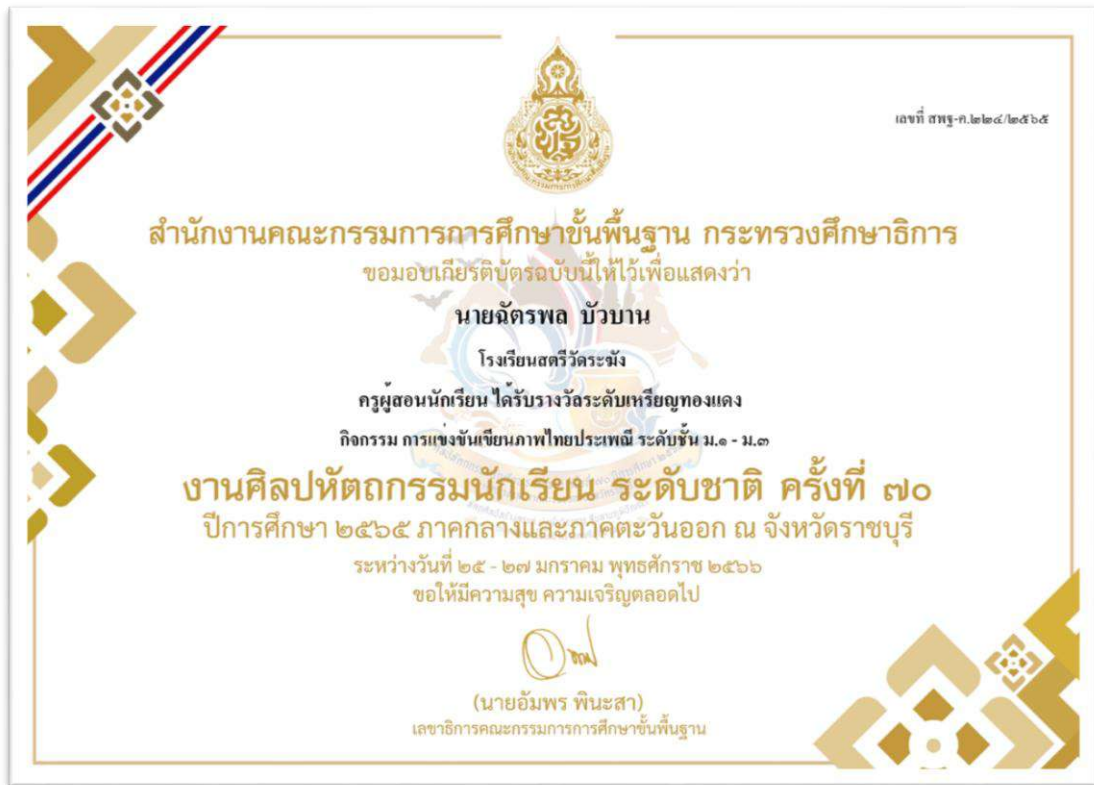 เลขที่ สพฐ-ค.๒๒๔/๒๕๖๕
สำนักงานคณะกรรมการการศึกษาขั้นพื้นฐาน กระทรวงศึกษาธิการ
ขอมอบเกียรติบัตรฉบับนี้ให้ไว้เพื่อแสดงว่า
นายฉัตรพล บัวบาน
โรงเรียนสตรีวัดระฆัง
ครูผู้สอนนักเรียน ได้รับรางวัลระดับเหรียญทองแดง
กิจกรรม การแข่งขันเขียนภาพไทยประเพณี ระดับชั้น ม.๑ - ม.๓
งานศิลปหัตถกรรมนักเรียน ระดับชาติ ครั้งที่ ๗๐
ปีการศึกษา ๒๕๖๕ ภาคกลางและภาคตะวันออก ณ จังหวัดราชบุรี
ระหว่างวันที่ ๒๕ - ๒๗ มกราคม พุทธศักราช ๒๕๖๖
ขอให้มีความสุข ความเจริญตลอดไป
(นายอัมพร พินะสา)
เลขาธิการคณะกรรมการการศึกษาขั้นพื้นฐาน